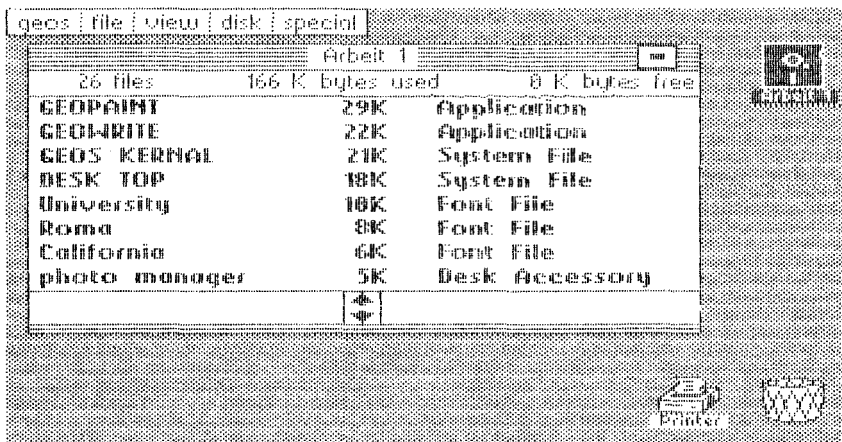 geos file view disk special
Arbeit 1
26 files 166 K bytes used 0 K bytes free
GEOPAINT 29K Application
GEOWRITE 22K Application
GEOS KERNAL 21K System File
DESK TOP 18K System File
University 10K Font File
Roma 8K Font File
California 6K Font File
photo manager 5K Desk Accessory
Printer